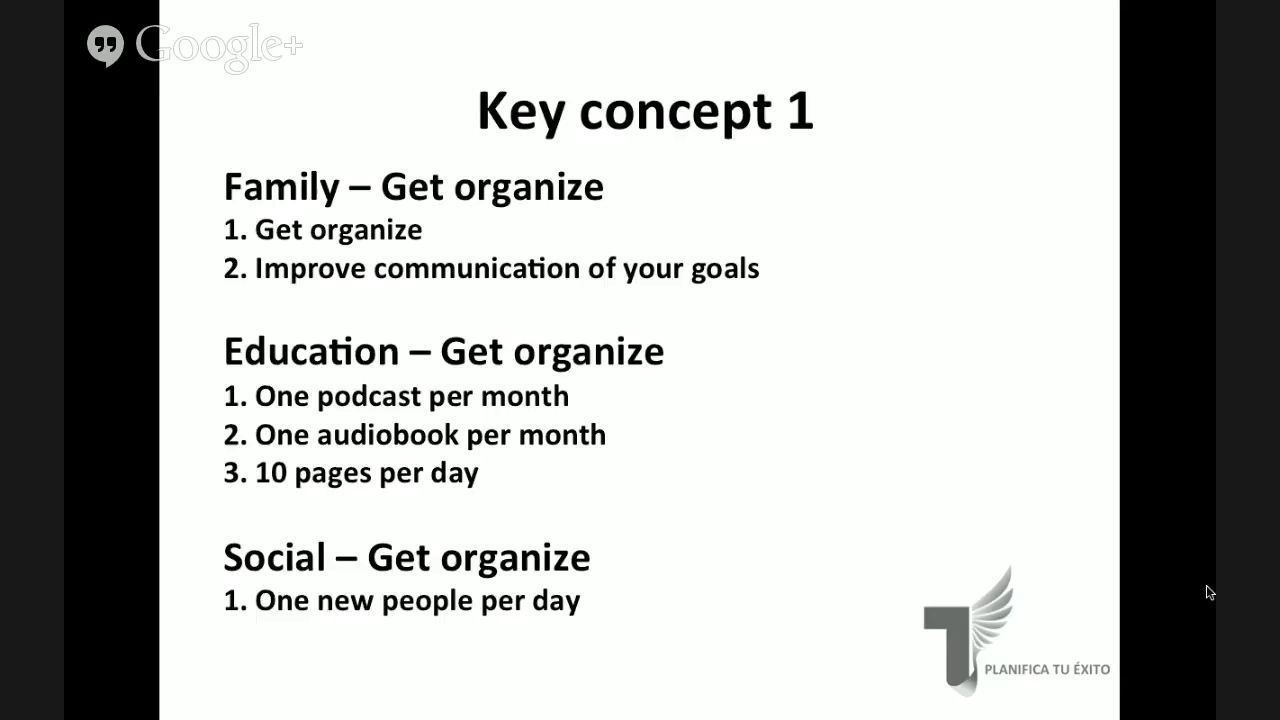 Google+
Key concept 1
Family – Get organize
1. Get organize
2. Improve communication of your goals
Education – Get organize
1. One podcast per month
2. One audiobook per month
3. 10 pages per day
Social – Get organize
1. One new people per day
PLANIFICA TU ÉXITO